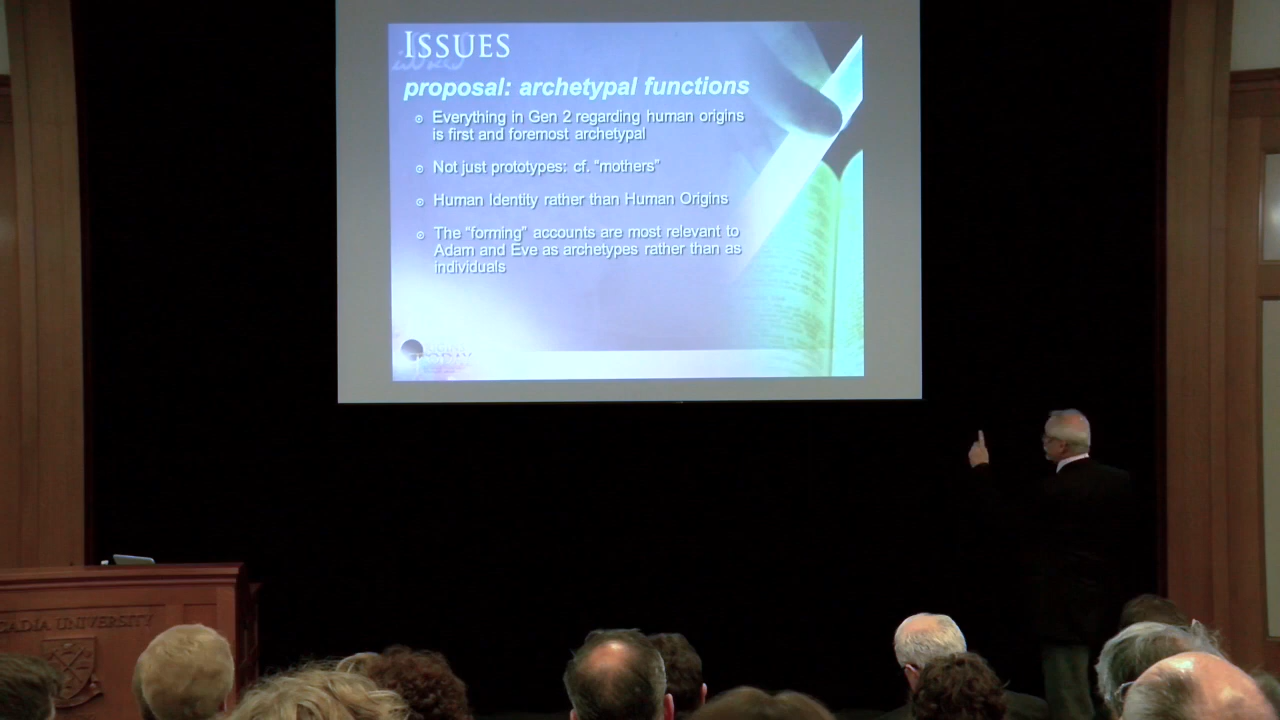 ISSUES
proposal: archetypal functions
Everything in Gen 2 regarding human origins
is first and foremost archetypal
Not just prototypes: cf. "mothers"
Human Identity rather than Human Origins
The "forming" accounts are most relevant to
Adam and Eve as archetypes rather than as
individuals
TODAY
CADIA UNIVERSITY